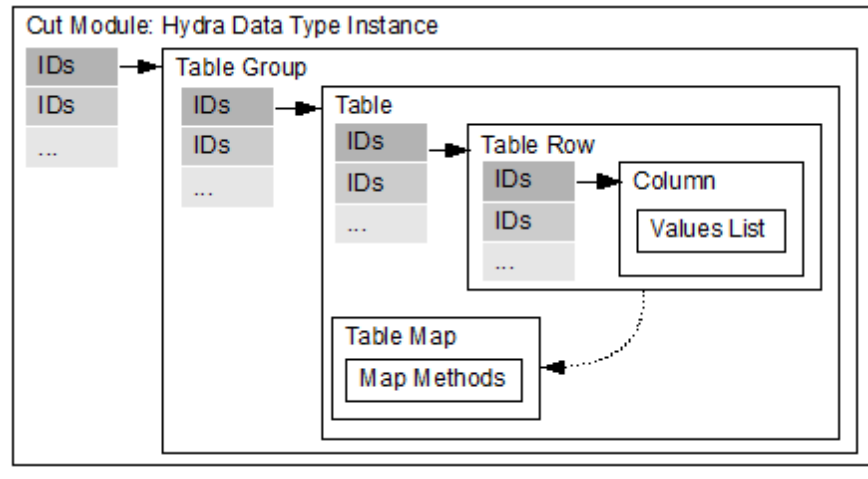 Cut Module: Hydra Data Type Instance
IDs
IDs
...
Table Group
IDs
IDs
...
Table
IDs
IDs
...
Table Row
IDs
IDs
...
Column
Values List
Table Map
Map Methods